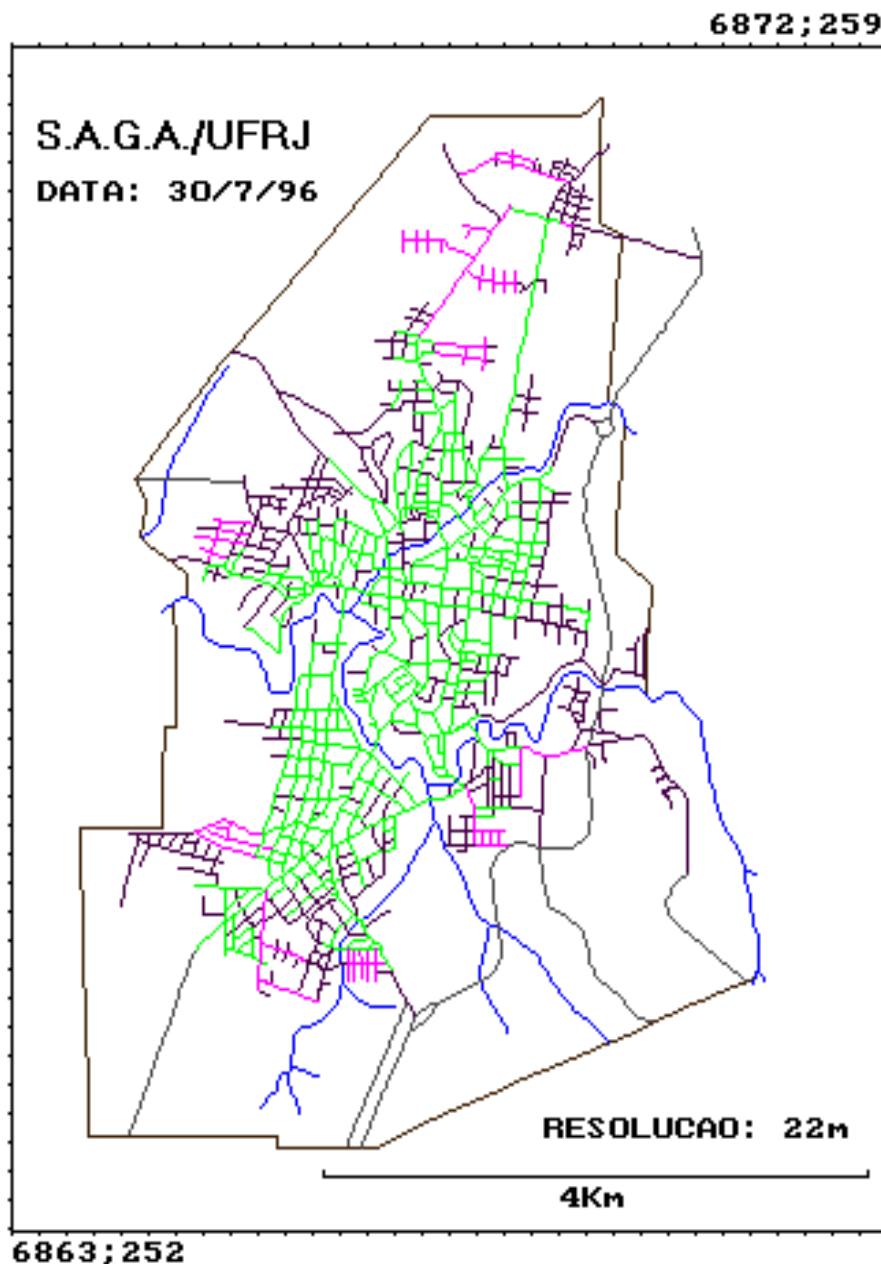 6872;259
S.A.G.A./UFRJ
DATA: 30/7/96
RESOLUCAO: 22m
4Km
6863;252